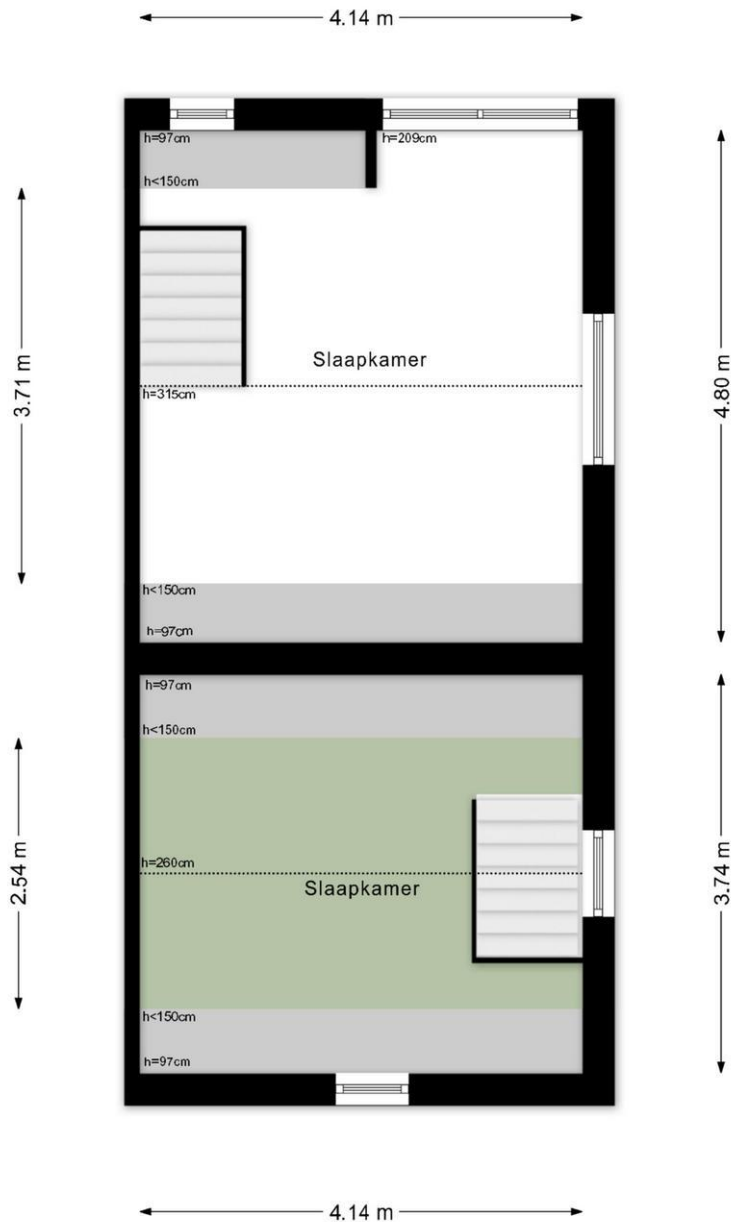 4.14 m
h=97cm
h=209cm
h<150cm
3.71 m
4.80 m
Slaapkamer
h=315cm
h<150cm
h=97cm
h=97cm
h<150cm
2.54 m
3.74 m
h=260cm
Slaapkamer
h<150cm
h=97cm
4.14 m